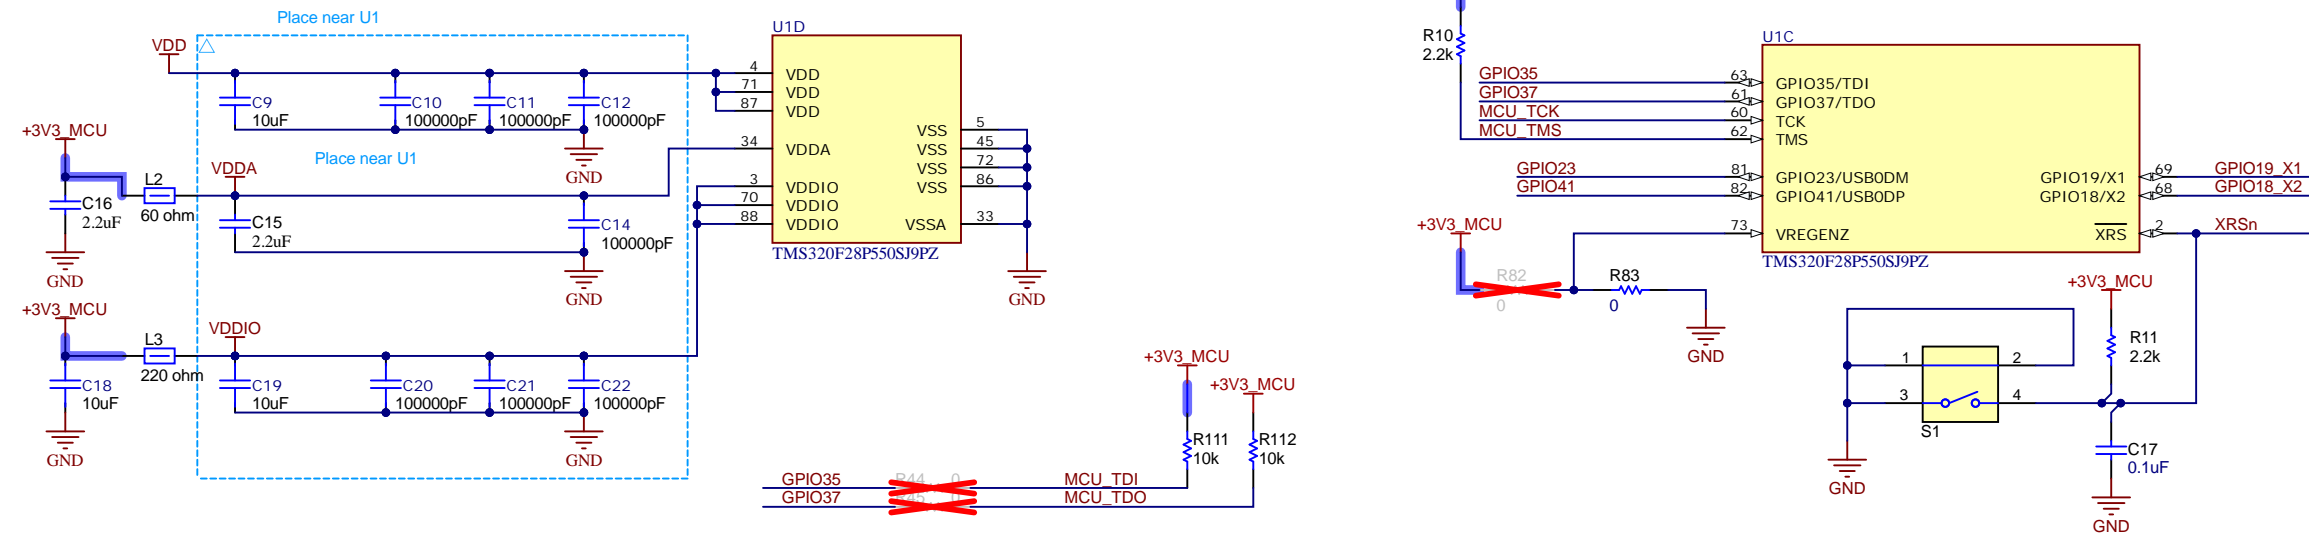 Place near U1
VDD
C9
10uF
C10
100000pF
C11
100000pF
C12
100000pF
GND
+3V3_MCU
C16
2.2uF
GND
L2
60 ohm
Place near U1
VDDA
C15
2.2uF
C14
100000pF
GND
+3V3_MCU
C18
10uF
GND
L3
220 ohm
VDDIO
C19
10uF
C20
100000pF
C21
100000pF
C22
100000pF
GND
U1D
4 VDD
71 VDD
87 VDD
34 VDDA
3 VDDIO
70 VDDIO
88 VDDIO
VSS 5
VSS 45
VSS 72
VSS 86
VSSA 33
TMS320F28P550SJ9PZ
GND
+3V3_MCU
+3V3_MCU
R111
10k
R112
10k
GPIO35 R44 0 MCU_TDI
GPIO37 R45 0 MCU_TDO
R10
2.2k
U1C
GPIO35 63 GPIO35/TDI
GPIO37 61 GPIO37/TDO
MCU_TCK 60 TCK
MCU_TMS 62 TMS
GPIO23 81 GPIO23/USB0DM
GPIO41 82 GPIO41/USB0DP
73 VREGENZ
GPIO19/X1 69 GPIO19_X1
GPIO18/X2 68 GPIO18_X2
XRS 2 XRSn
TMS320F28P550SJ9PZ
+3V3_MCU
R82
0
R83
0
GND
+3V3_MCU
R11
2.2k
1 2
3 4
S1
GND
C17
0.1uF
GND